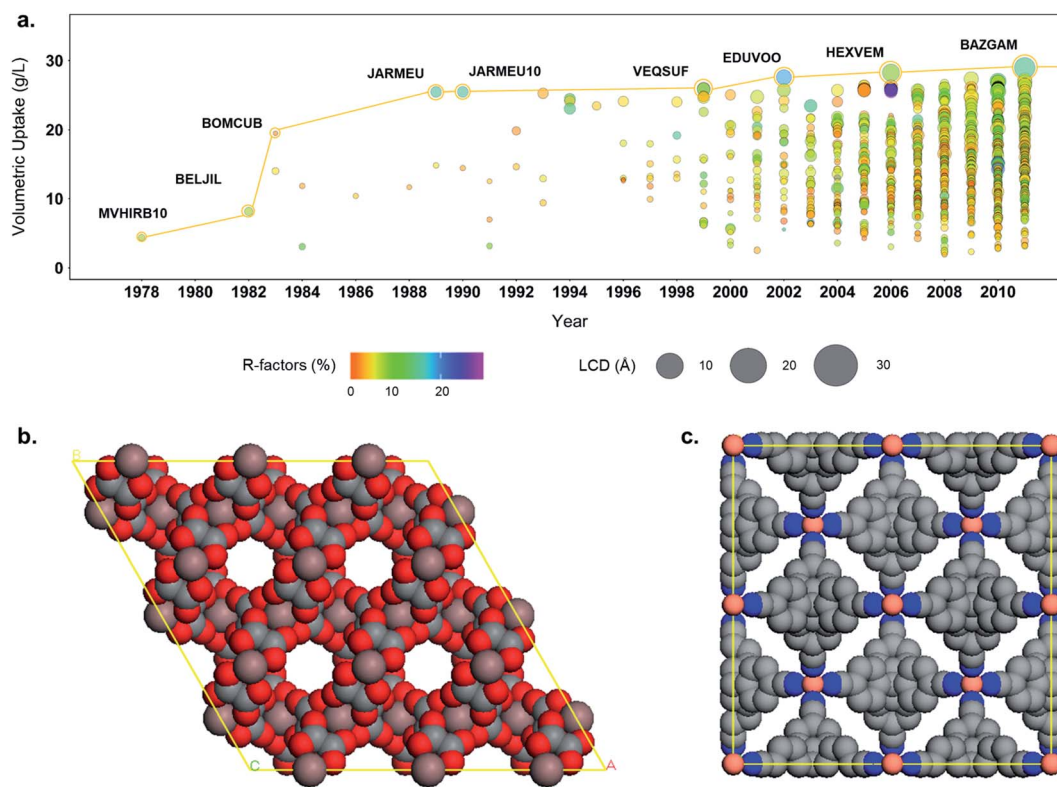 a.
Volumetric Uptake (g/L)
30
20
10
0
MVHIRB10
BELJIL
BOMCUB
JARMEU
JARMEU10
VEQSUF
EDUVOO
HEXVEM
BAZGAM
1978 1980 1982 1984 1986 1988 1990 1992 1994 1996 1998 2000 2002 2004 2006 2008 2010
Year
R-factors (%)
0 10 20
LCD (Å)
10 20 30
b.
c.
B
C
A